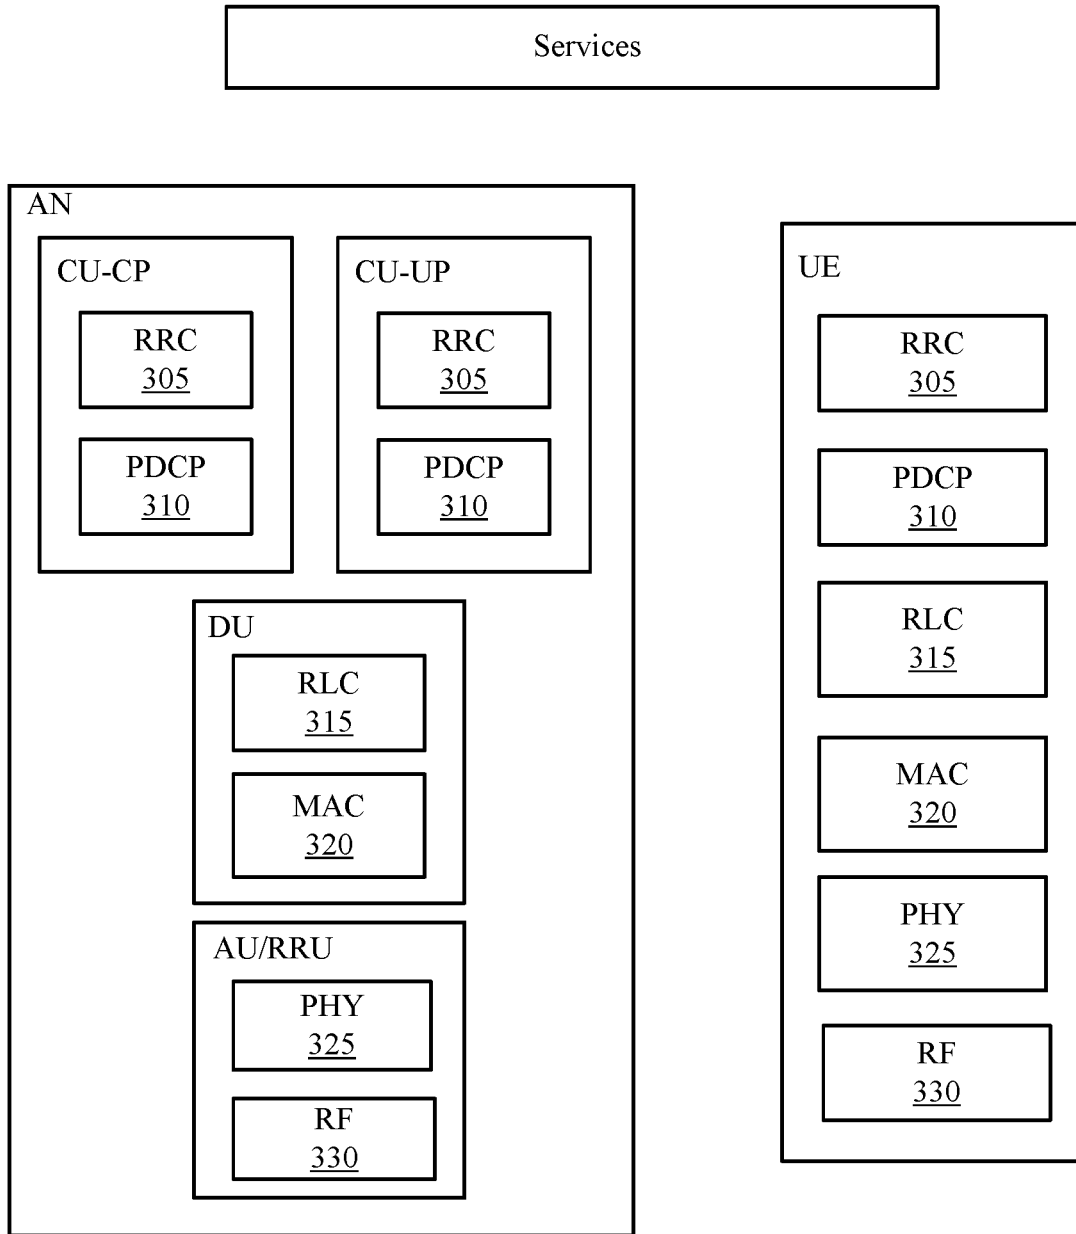 Services
AN
CU-CP
RRC
305
PDCP
310
CU-UP
RRC
305
PDCP
310
DU
RLC
315
MAC
320
AU/RRU
PHY
325
RF
330
UE
RRC
305
PDCP
310
RLC
315
MAC
320
PHY
325
RF
330